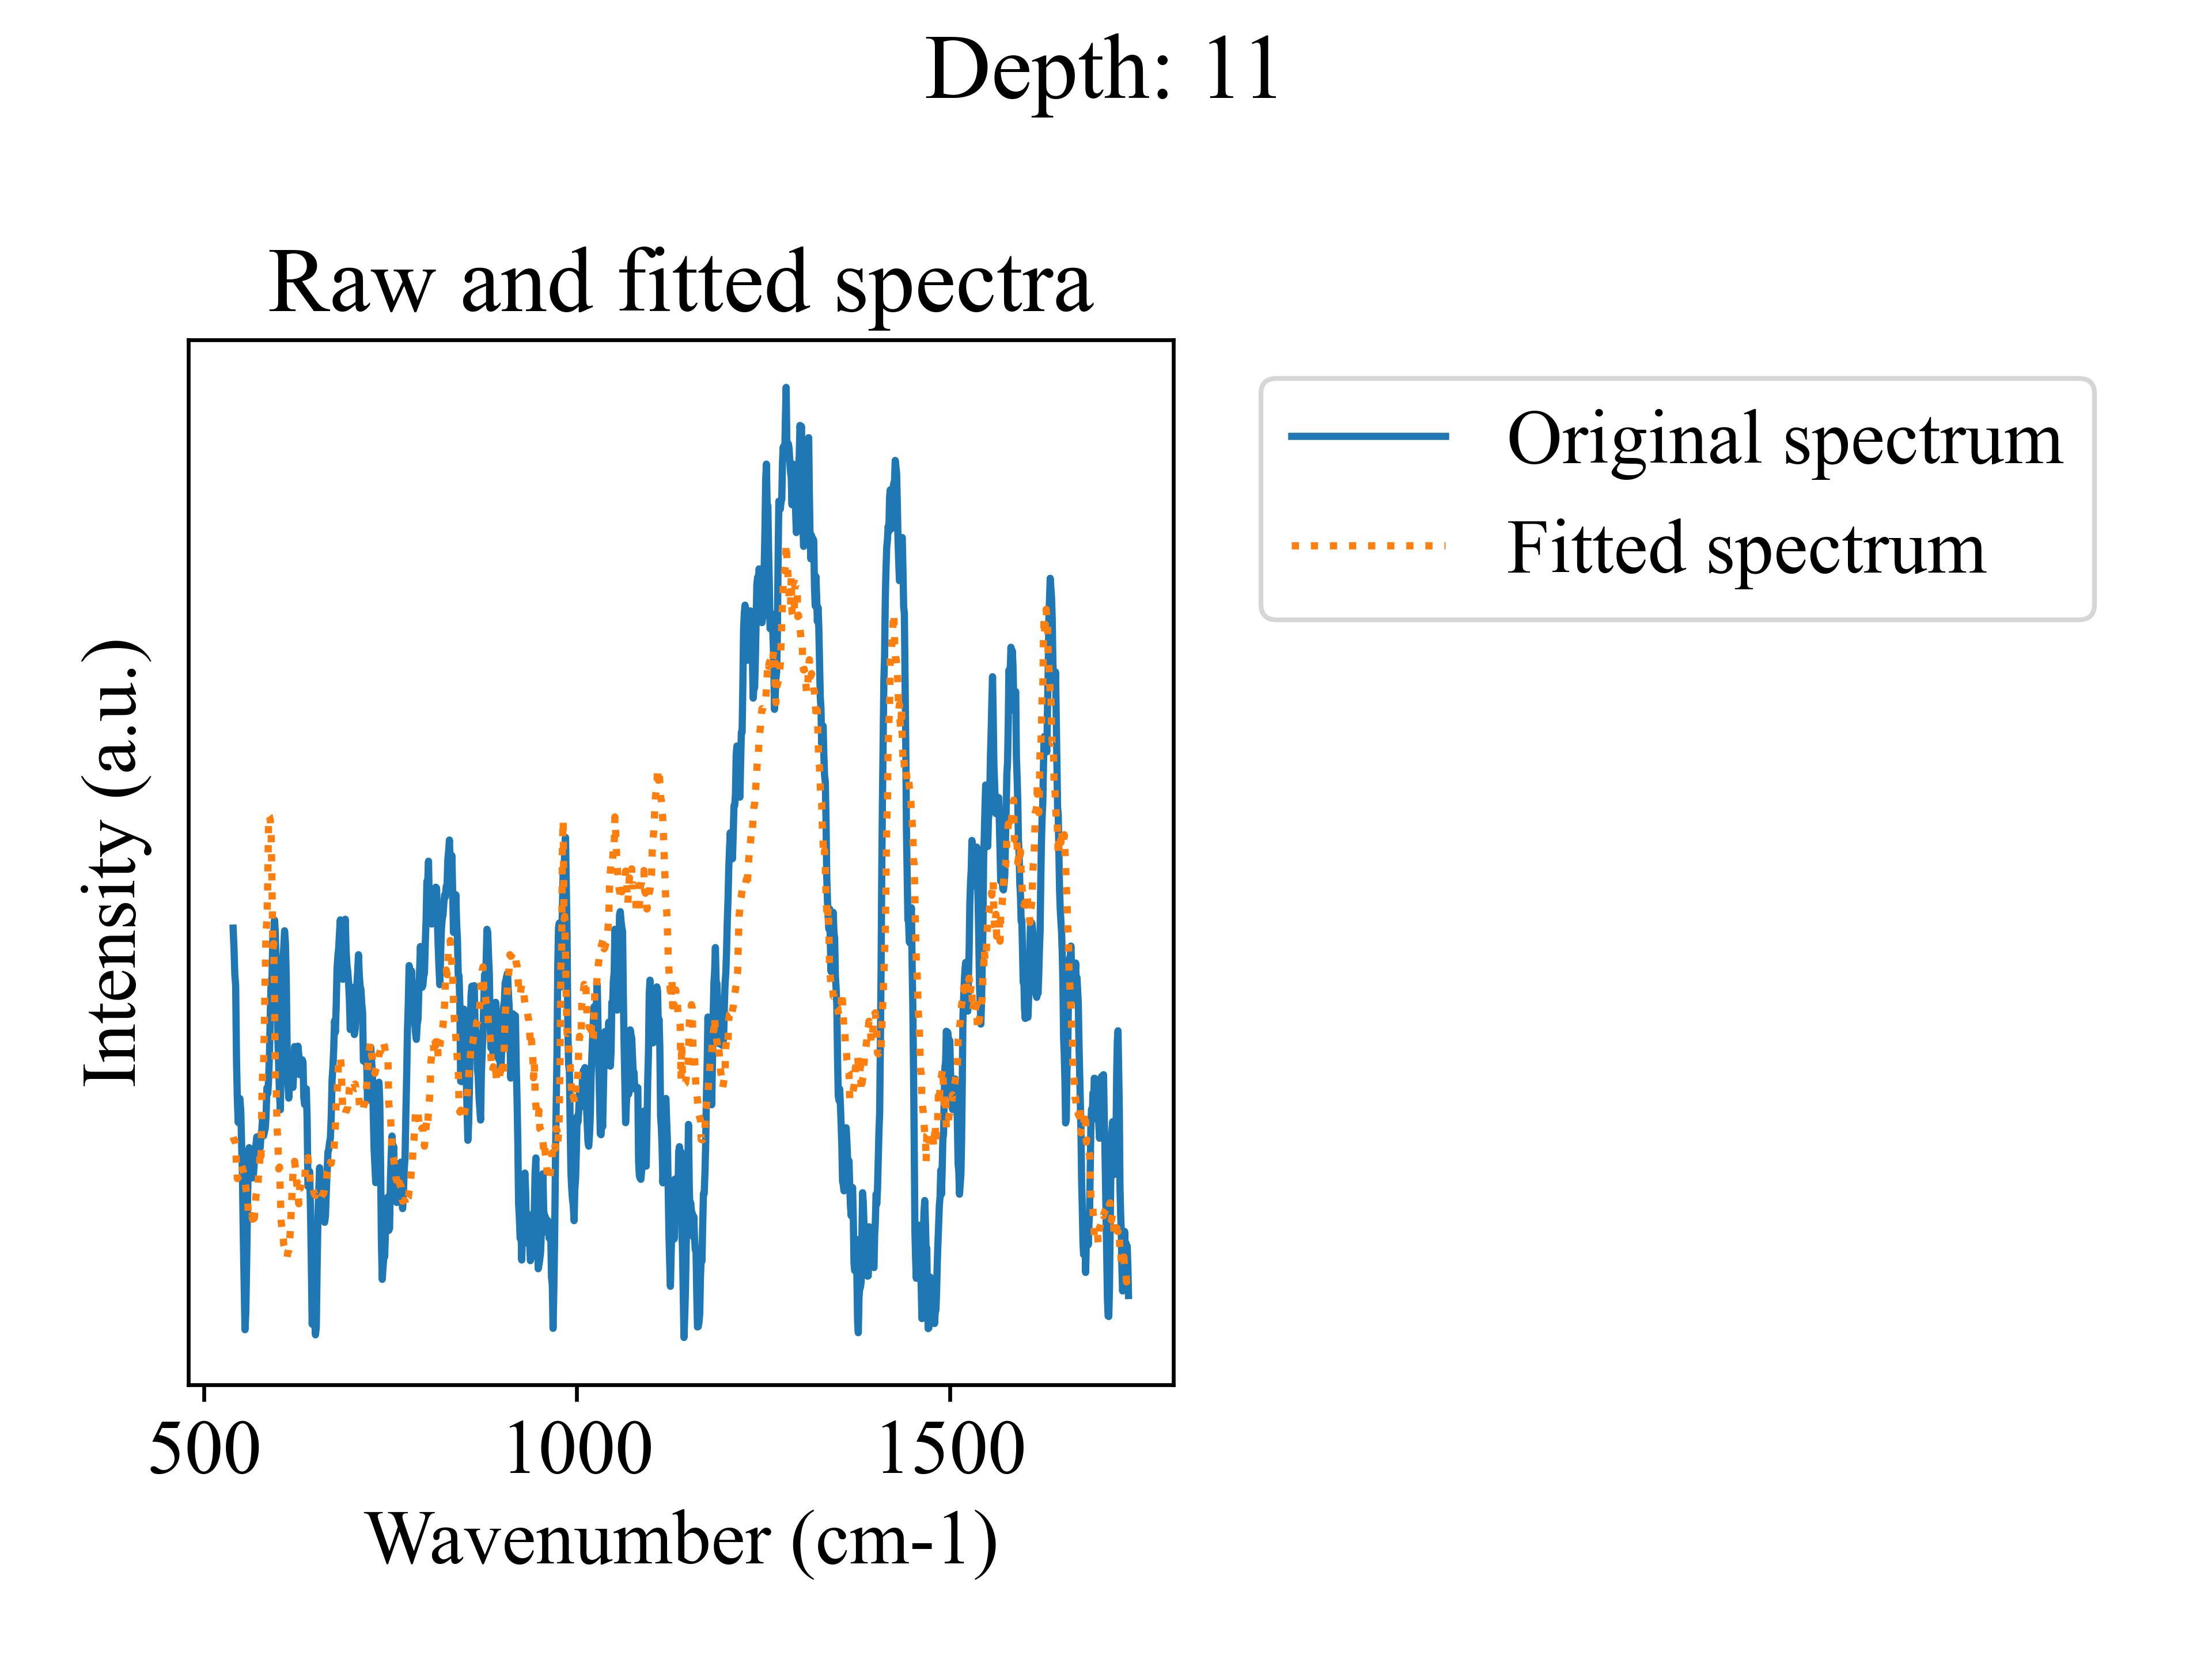 Depth: 11
Raw and fitted spectra
Original spectrum
Fitted spectrum
Intensity (a.u.)
500
1000
1500
Wavenumber (cm-1)